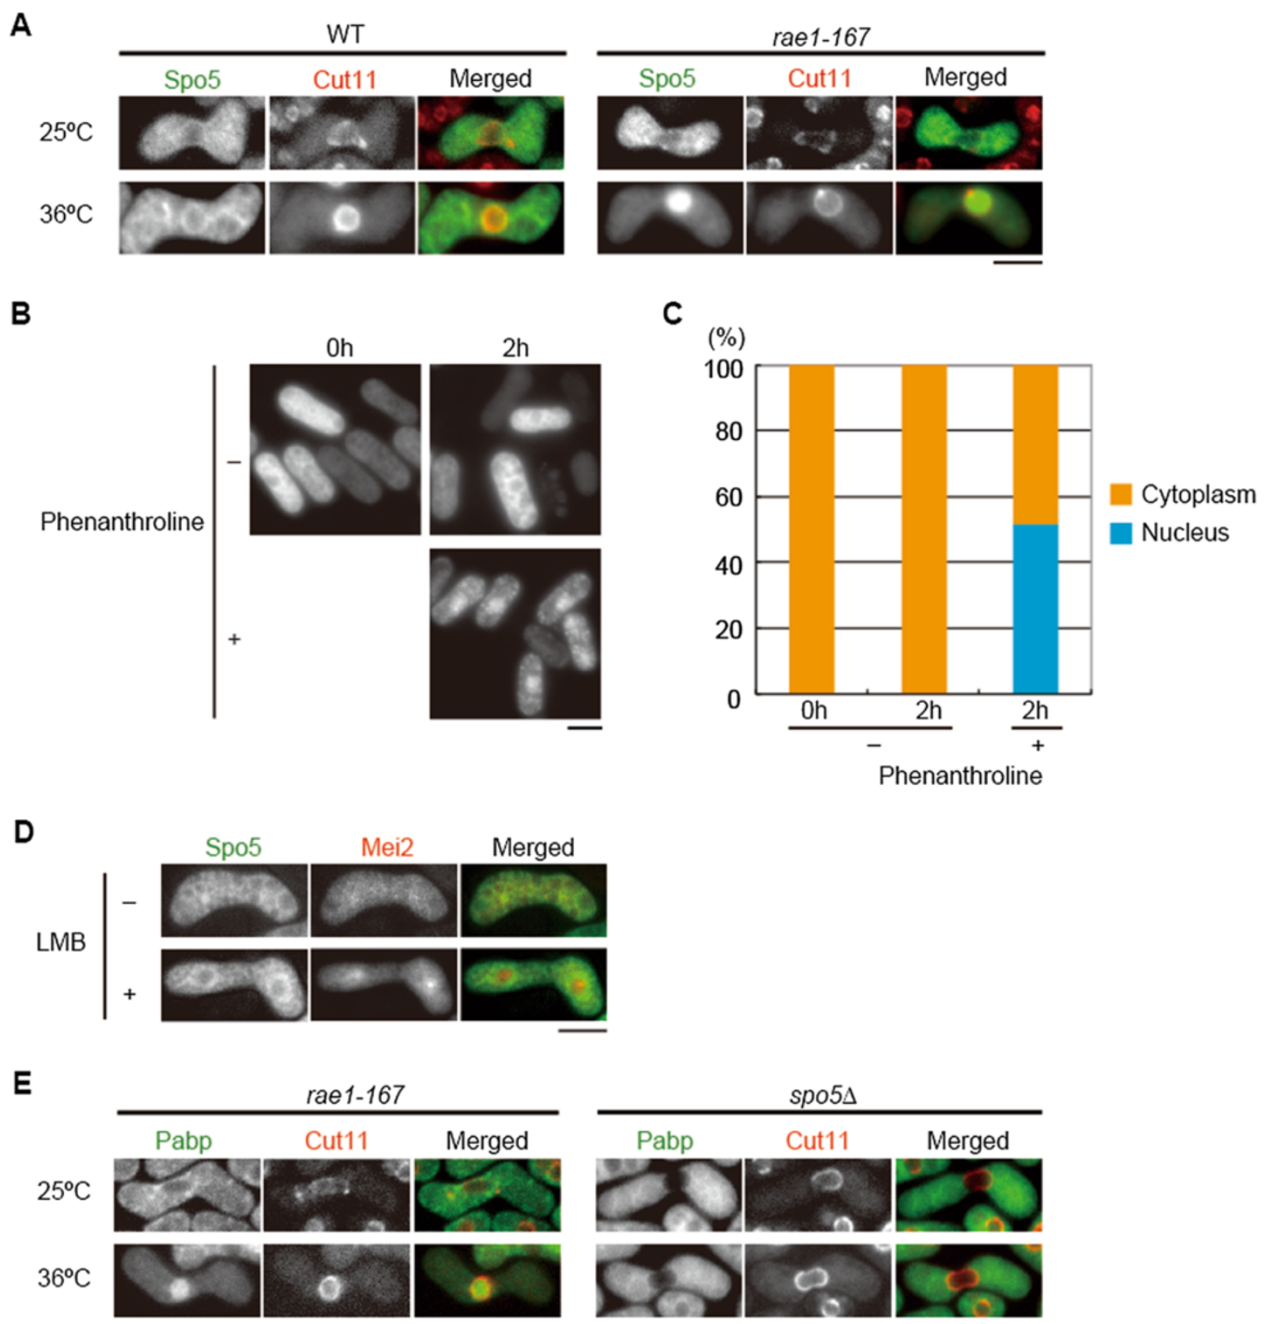 A
WT
rae1-167
Spo5 Cut11 Merged
Spo5 Cut11 Merged
25ºC
36ºC
B
0h 2h
Phenanthroline
–
+
C
(%)
100
80
60
40
20
0
0h 2h 2h
– +
Phenanthroline
Cytoplasm
Nucleus
D
Spo5 Mei2 Merged
LMB
–
+
E
rae1-167
spo5Δ
Pabp Cut11 Merged
Pabp Cut11 Merged
25ºC
36ºC